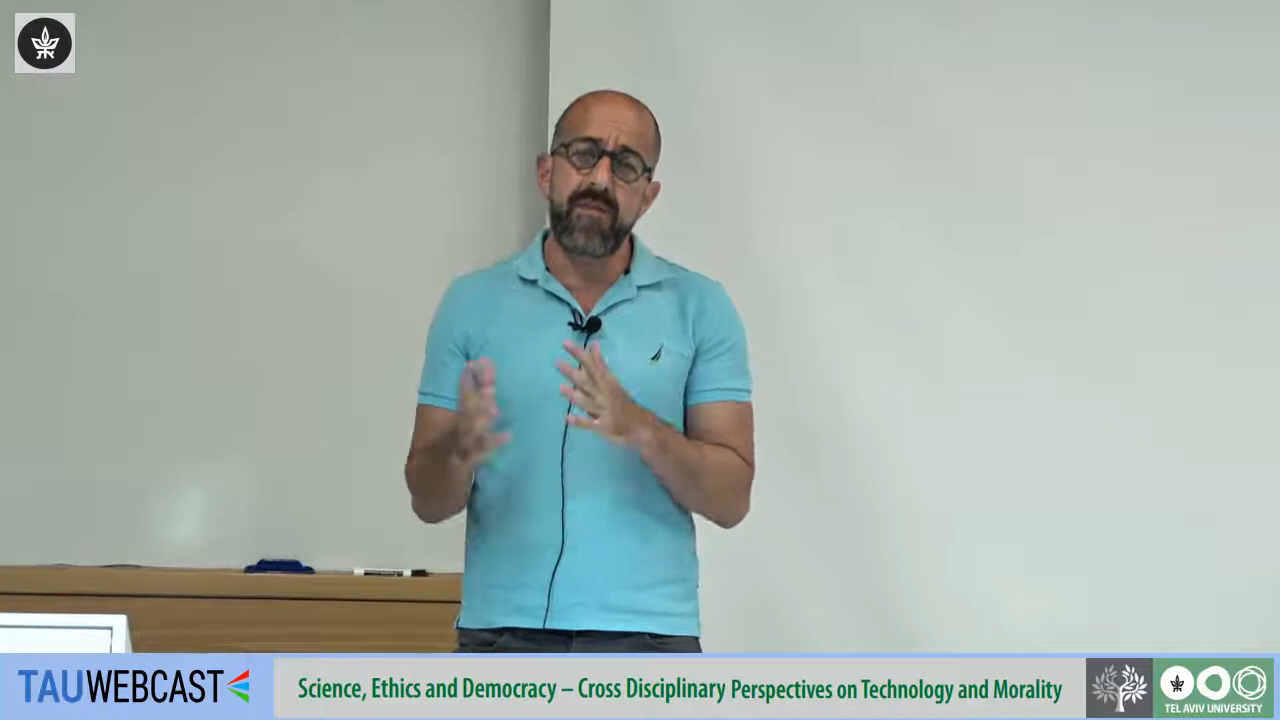 TAUWEBCAST
Science, Ethics and Democracy – Cross Disciplinary Perspectives on Technology and Morality
TEL AVIV UNIVERSITY